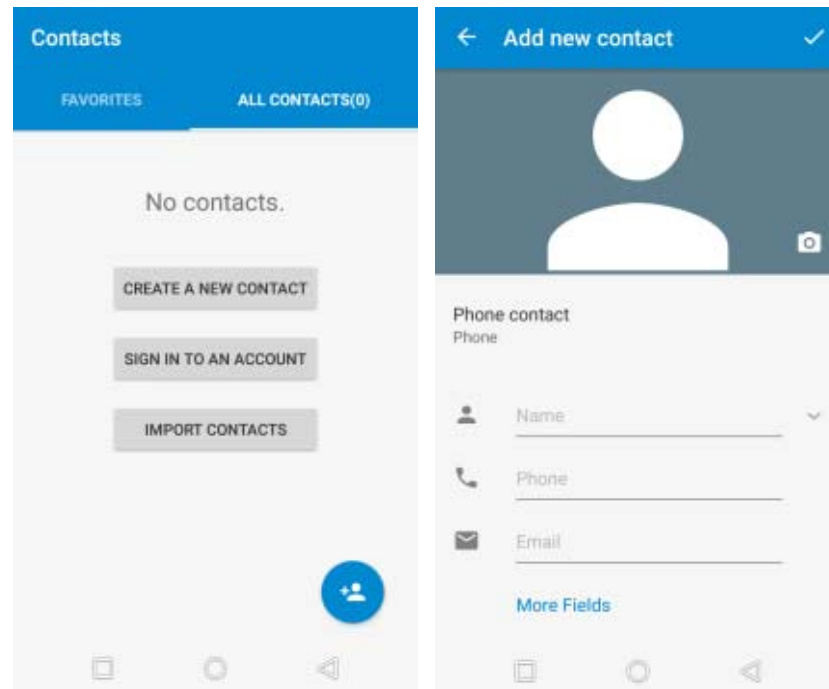 Contacts
FAVORITES ALL CONTACTS(0)
No contacts.
CREATE A NEW CONTACT
SIGN IN TO AN ACCOUNT
IMPORT CONTACTS
Add new contact
Phone contact
Phone
Name
Phone
Email
More Fields